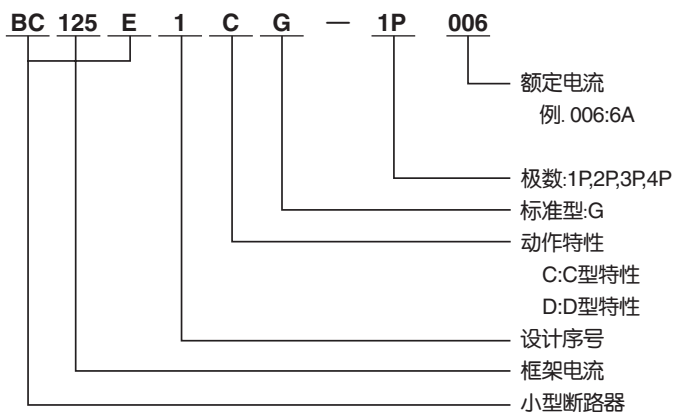 BC 125 E 1 C G — 1P 006
额定电流
例. 006:6A
极数:1P,2P,3P,4P
标准型:G
动作特性
C:C型特性
D:D型特性
设计序号
框架电流
小型断路器